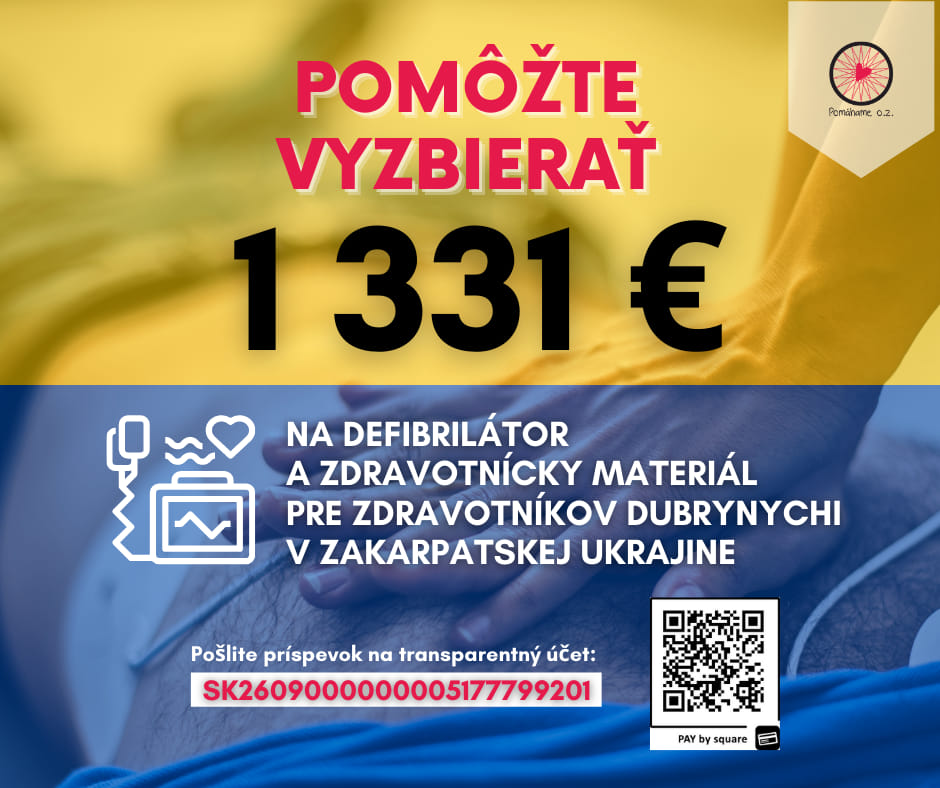 Pomáhame o.z.
POMÔŽTE
VYZBIERAŤ
1 331 €
NA DEFIBRILÁTOR
A ZDRAVOTNÍCKY MATERIÁL
PRE ZDRAVOTNÍKOV DUBRYNYCHI
V ZAKARPATSKEJ UKRAJINE
Pošlite príspevok na transparentný účet:
SK2609000000005177799201
PAY by square